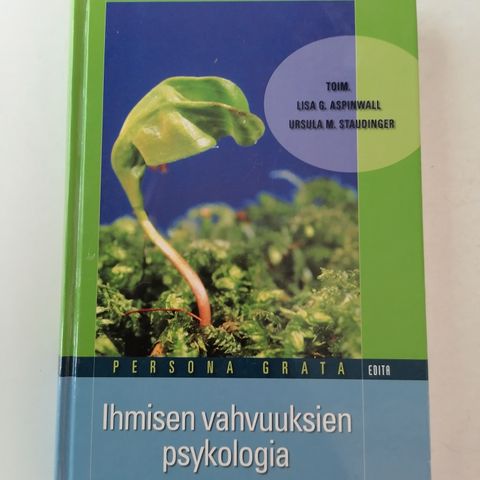 TOIM.
LISA G. ASPINWALL
URSULA M. STAUDINGER
PERSONA GRATA EDITA
Ihmisen vahvuuksien
psykologia